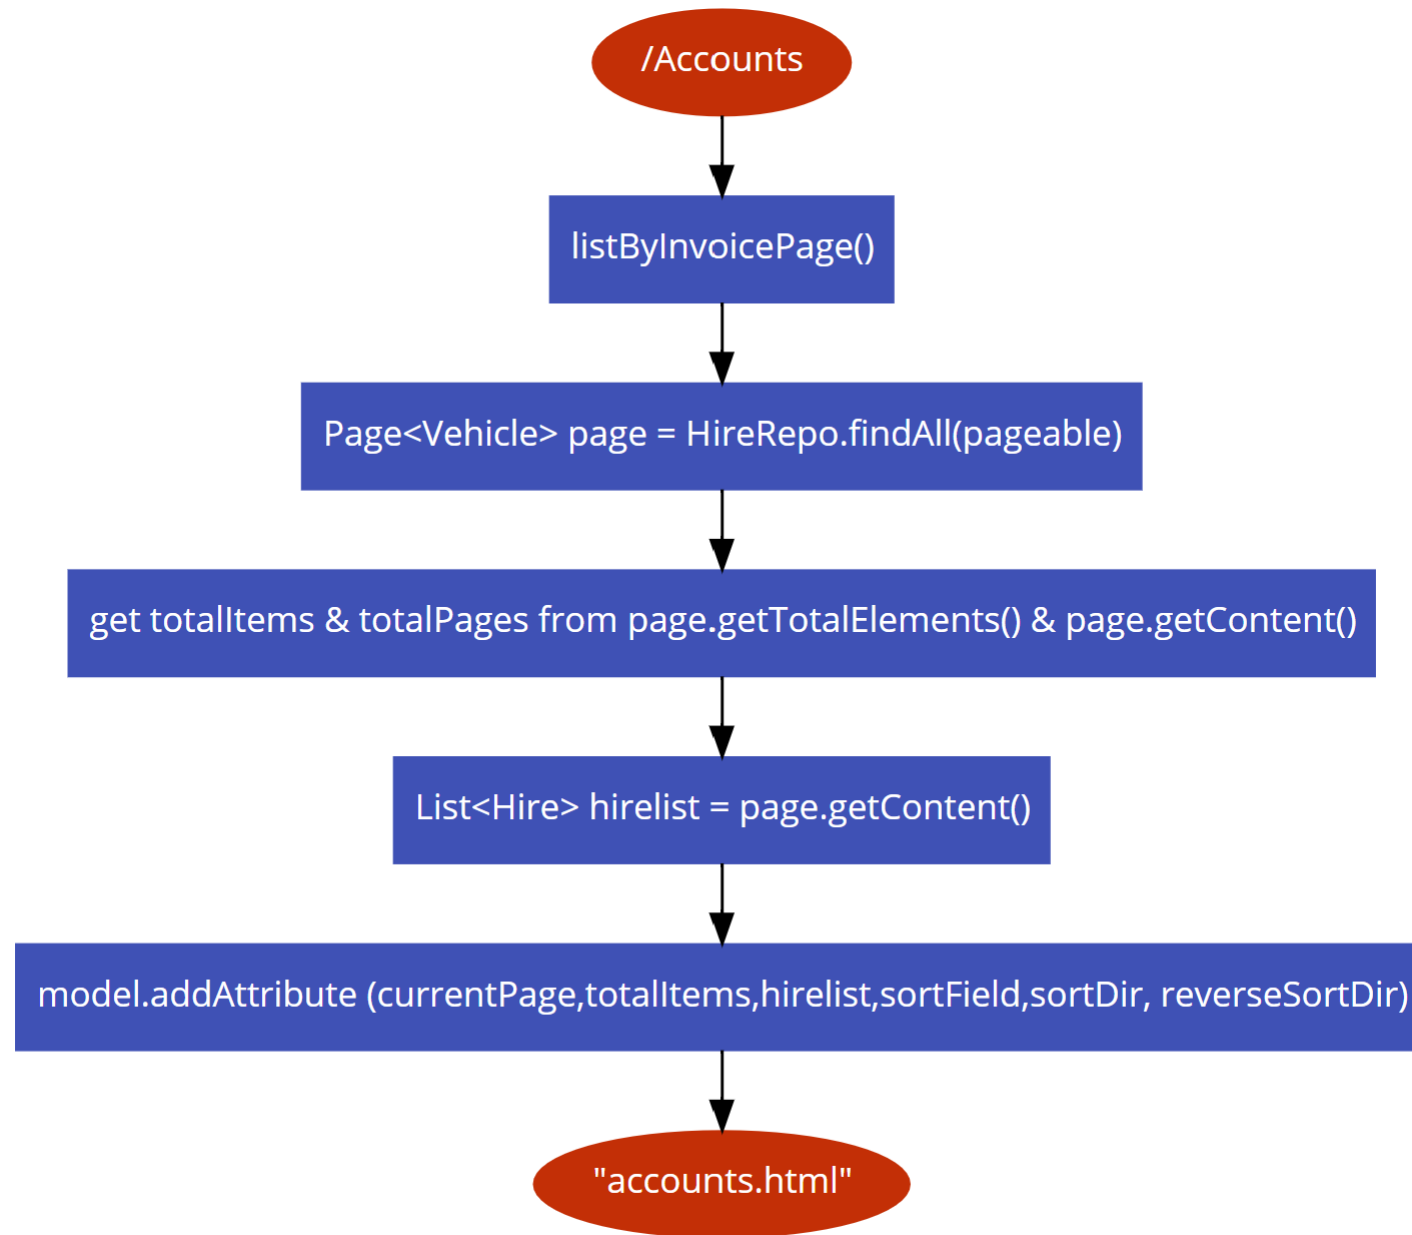 /Accounts
listByInvoicePage()
Page<Vehicle> page = HireRepo.findAll(pageable)
get totalItems & totalPages from page.getTotalElements() & page.getContent()
List<Hire> hirelist = page.getContent()
model.addAttribute (currentPage,totalItems,hirelist,sortField,sortDir, reverseSortDir)
"accounts.html"